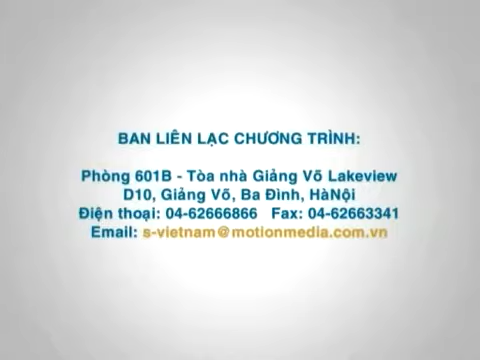 BAN LIÊN LẠC CHƯƠNG TRÌNH:
Phòng 601B - Tòa nhà Giảng Võ Lakeview
D10, Giảng Võ, Ba Đình, HàNội
Điện thoại: 04-62666866 Fax: 04-62663341
Email: s-vietnam@motionmedia.com.vn